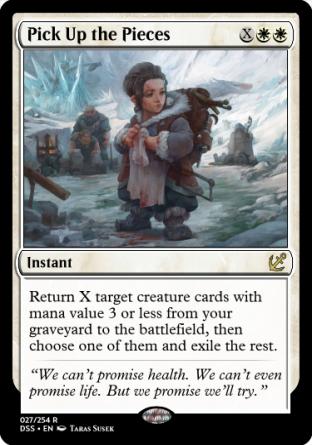 Pick Up the Pieces XWW
Instant
Return X target creature cards with
mana value 3 or less from your
graveyard to the battlefield, then
choose one of them and exile the rest.
“We can’t promise health. We can’t even
promise life. But we promise we’ll try.”
027/254 R
DSS • EN Taras Susek